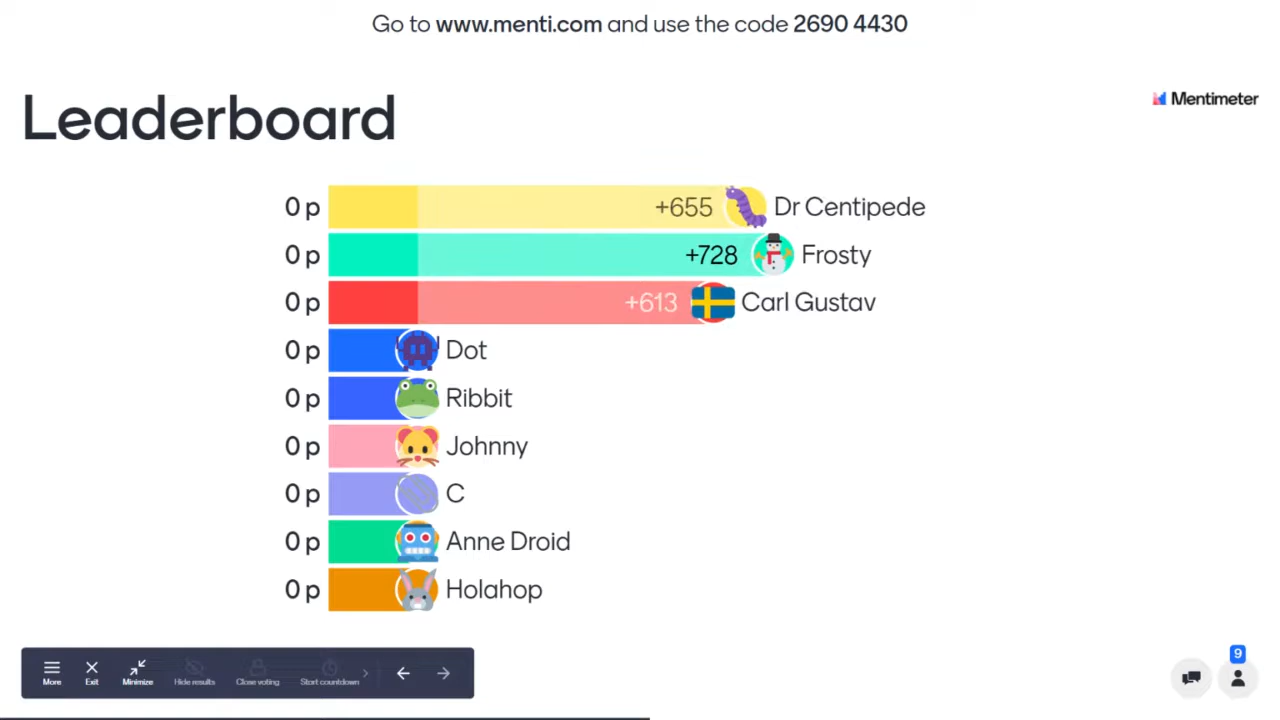 Go to www.menti.com and use the code 2690 4430
Leaderboard
Mentimeter
0 p +655 Dr Centipede
0 p +728 Frosty
0 p +613 Carl Gustav
0 p Dot
0 p Ribbit
0 p Johnny
0 p C
0 p Anne Droid
0 p Holahop
More Exit Minimize Hide results Close voting Start countdown
9